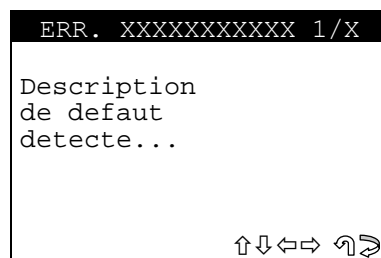 ERR. XXXXXXXXXXX 1/X
Description
de defaut
detecte...
⇧⇩⇦⇨ ↶⊋